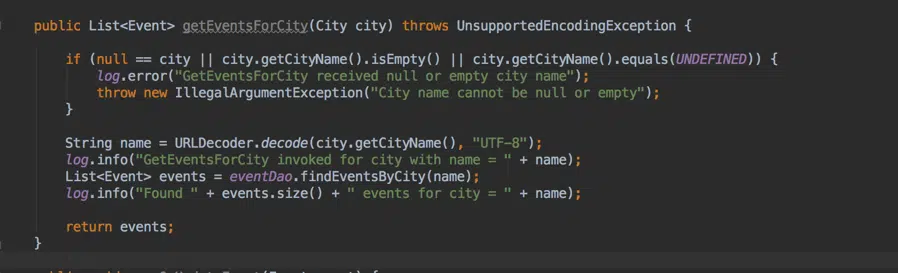 public List<Event> getEventsForCity(City city) throws UnsupportedEncodingException {
if (null == city || city.getCityName().isEmpty() || city.getCityName().equals(UNDEFINED)) {
log.error("GetEventsForCity received null or empty city name");
throw new IllegalArgumentException("City name cannot be null or empty");
}
String name = URLDecoder.decode(city.getCityName(), "UTF-8");
log.info("GetEventsForCity invoked for city with name = " + name);
List<Event> events = eventDao.findEventsByCity(name);
log.info("Found " + events.size() + " events for city = " + name);
return events;
}